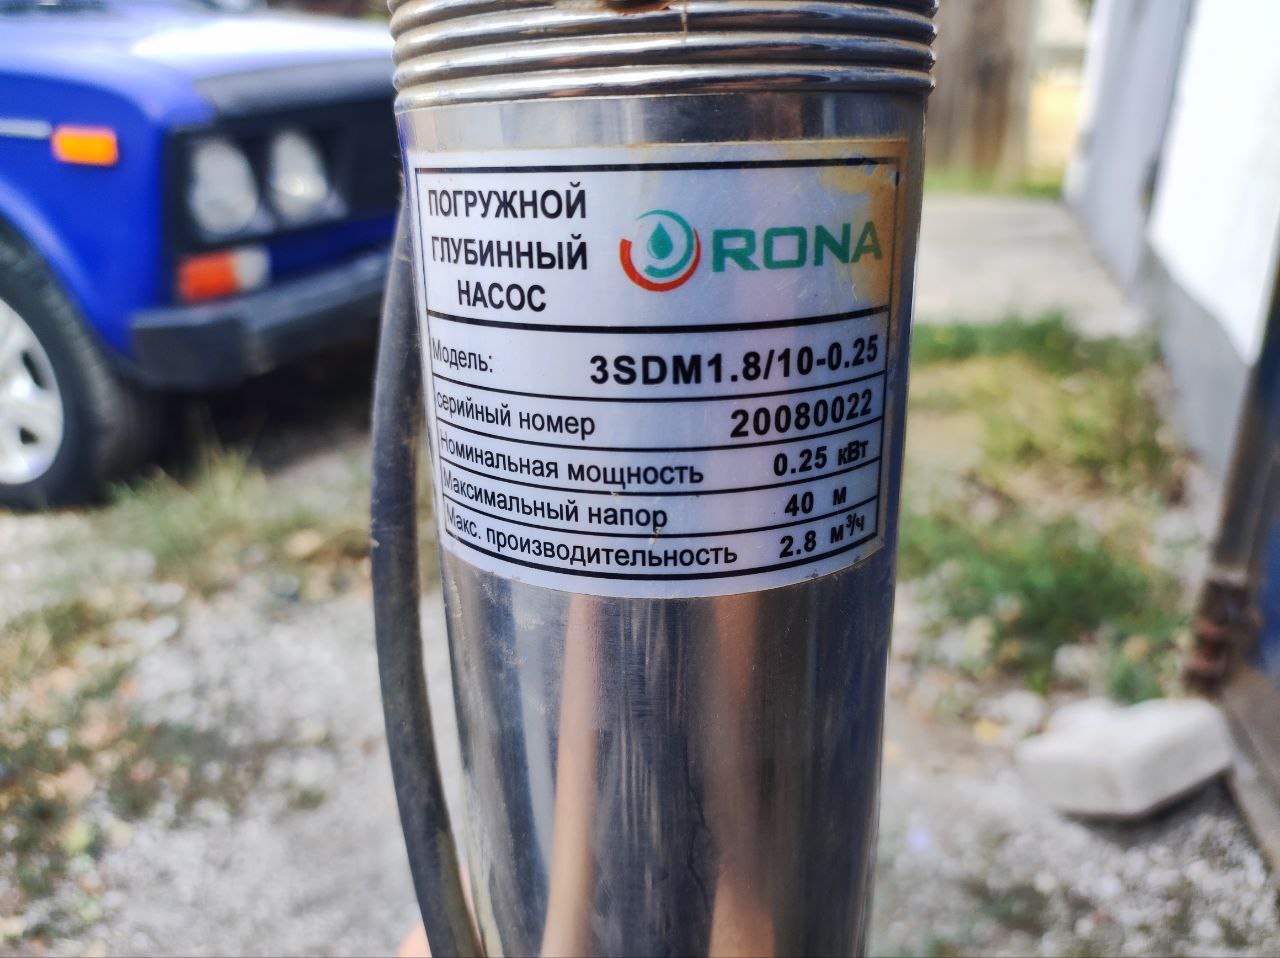 ПОГРУЖНОЙ
ГЛУБИННЫЙ
НАСОС
RONA
Модель: 3SDM1.8/10-0.25
серийный номер 20080022
Номинальная мощность 0.25 кВт
Максимальный напор 40 м
Макс. производительность 2.8 м³/ч